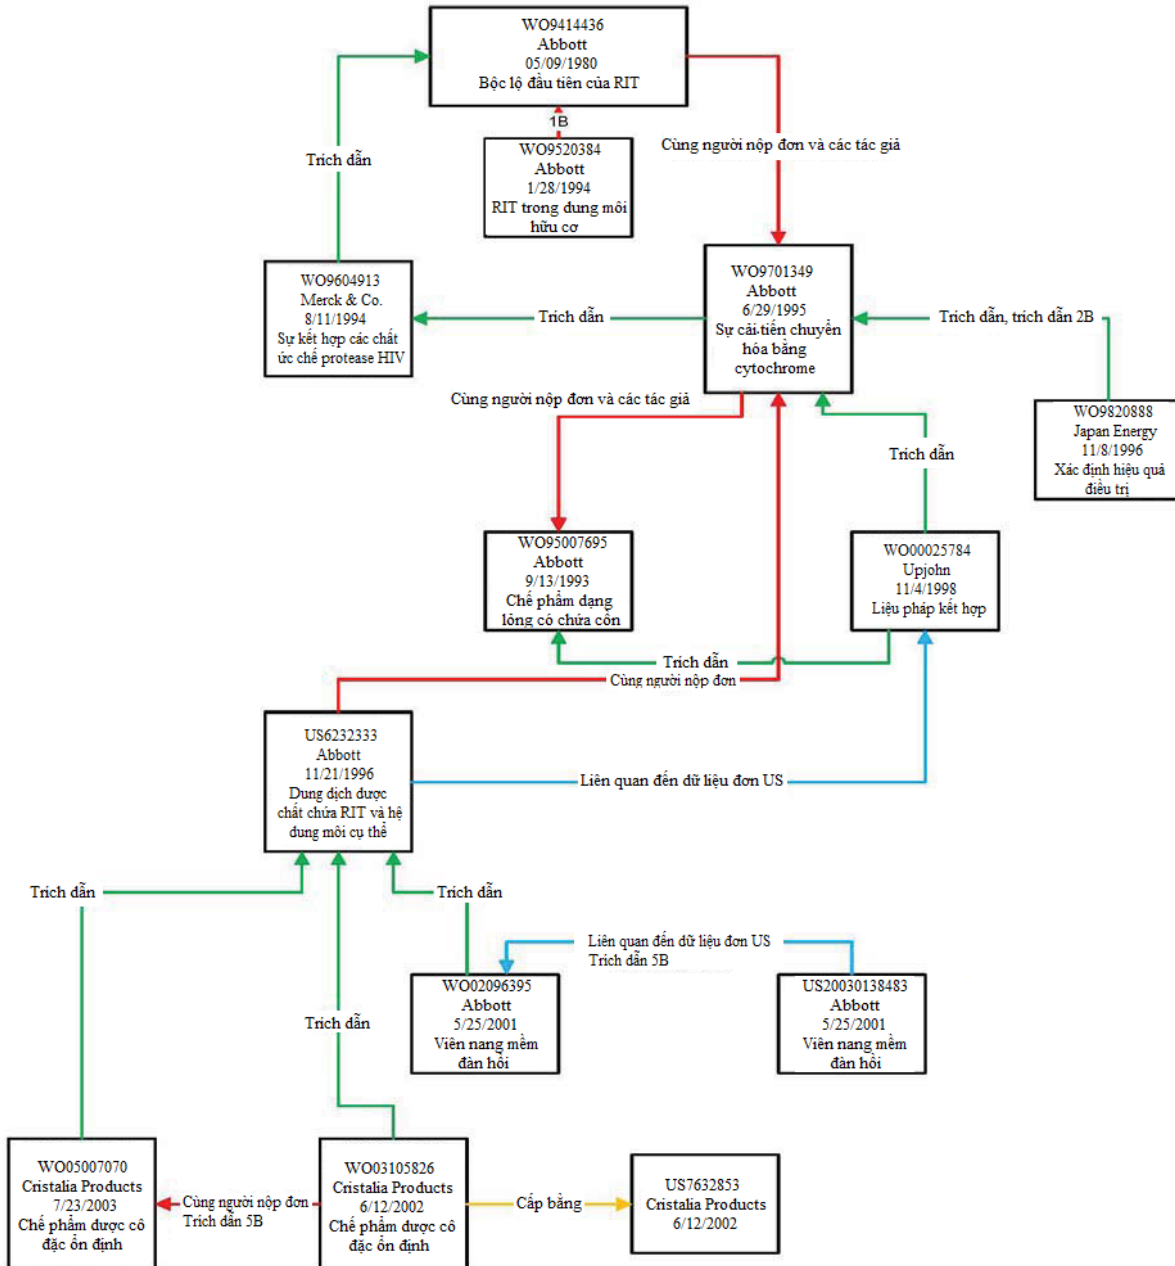 WO9414436
Abbott
05/09/1980
Bộc lộ đầu tiên của RIT
1B
WO9520384
Abbott
1/28/1994
RIT trong dung môi
hữu cơ
Trích dẫn
Cùng người nộp đơn và các tác giả
WO9604913
Merck & Co.
8/11/1994
Sự kết hợp các chất
ức chế protease HIV
Trích dẫn
WO9701349
Abbott
6/29/1995
Sự cải tiến chuyển
hóa bằng
cytochrome
Trích dẫn, trích dẫn 2B
WO9820888
Japan Energy
11/8/1996
Xác định hiệu quả
điều trị
Cùng người nộp đơn và các tác giả
Trích dẫn
WO95007695
Abbott
9/13/1993
Chế phẩm dạng
lỏng có chứa cồn
WO00025784
Upjohn
11/4/1998
Liệu pháp kết hợp
Trích dẫn
Cùng người nộp đơn
US6232333
Abbott
11/21/1996
Dung dịch dược
chất chứa RIT và hệ
dung môi cụ thể
Liên quan đến dữ liệu đơn US
Trích dẫn
Trích dẫn
Liên quan đến dữ liệu đơn US
Trích dẫn 5B
WO02096395
Abbott
5/25/2001
Viên nang mềm
đàn hồi
US20030138483
Abbott
5/25/2001
Viên nang mềm
đàn hồi
Trích dẫn
WO05007070
Cristalia Products
7/23/2003
Chế phẩm dược cô
đặc ổn định
Cùng người nộp đơn
Trích dẫn 5B
WO03105826
Cristalia Products
6/12/2002
Chế phẩm dược cô
đặc ổn định
Cấp bằng
US7632853
Cristalia Products
6/12/2002